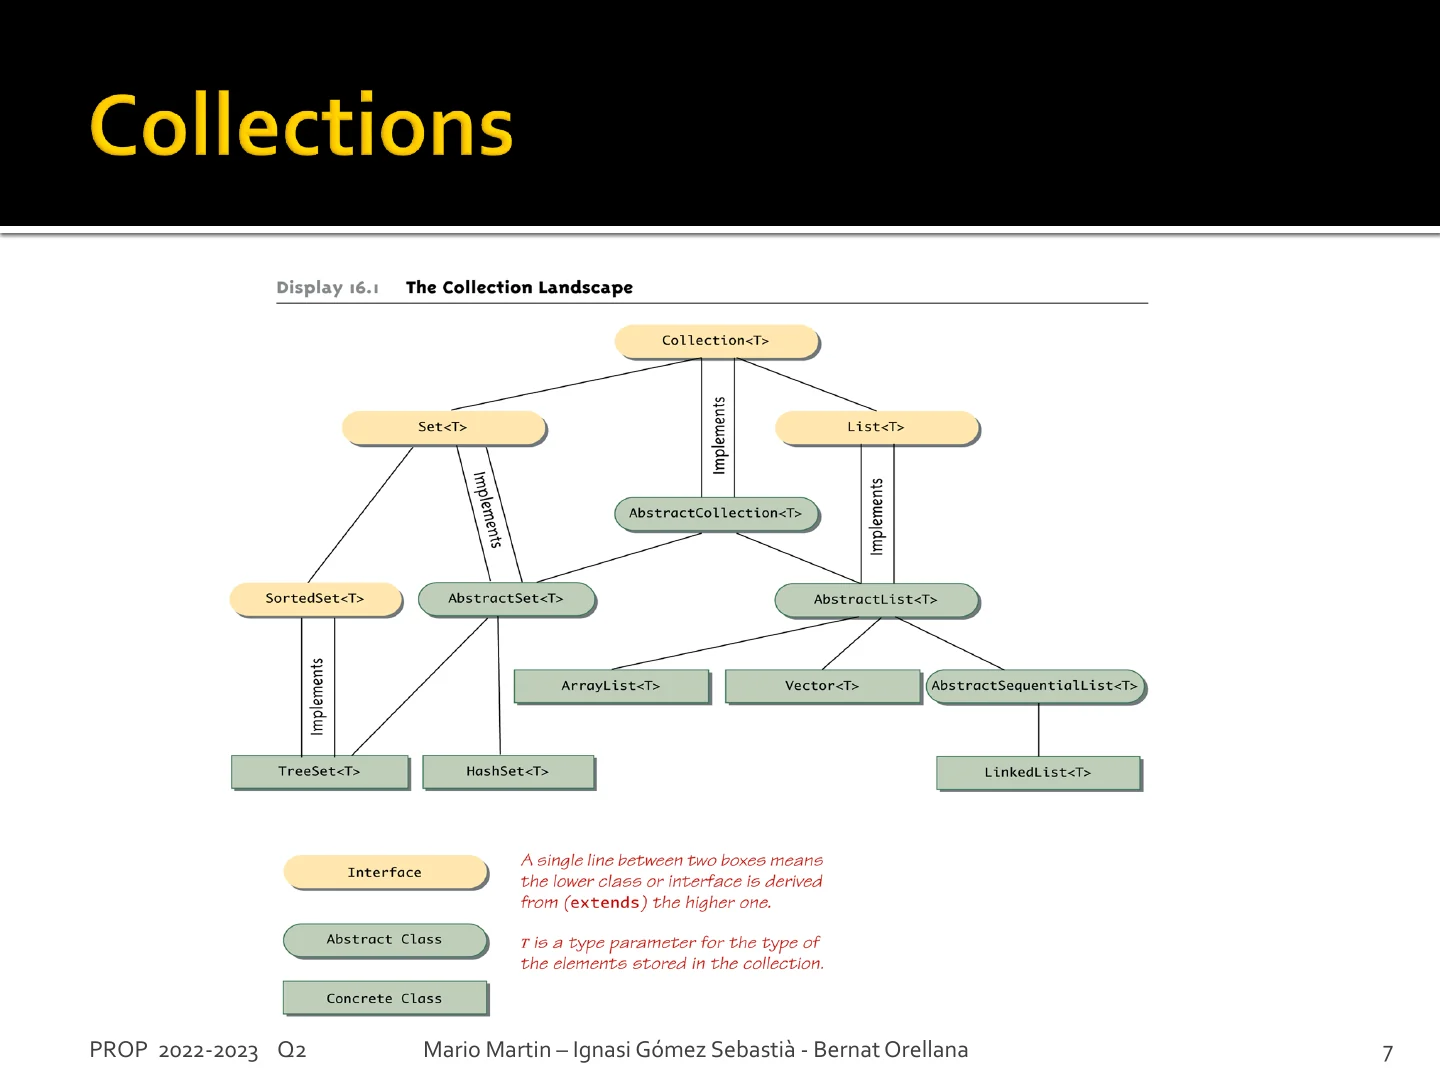 Collections
Display 16.1 The Collection Landscape
Collection<T>
Implements
Set<T>
List<T>
Implements
Implements
AbstractCollection<T>
SortedSet<T>
AbstractSet<T>
AbstractList<T>
Implements
ArrayList<T>
Vector<T>
AbstractSequentialList<T>
TreeSet<T>
HashSet<T>
LinkedList<T>
Interface
Abstract Class
Concrete Class
A single line between two boxes means
the lower class or interface is derived
from (extends) the higher one.
T is a type parameter for the type of
the elements stored in the collection.
PROP 2022-2023 Q2 Mario Martin – Ignasi Gómez Sebastià - Bernat Orellana 7